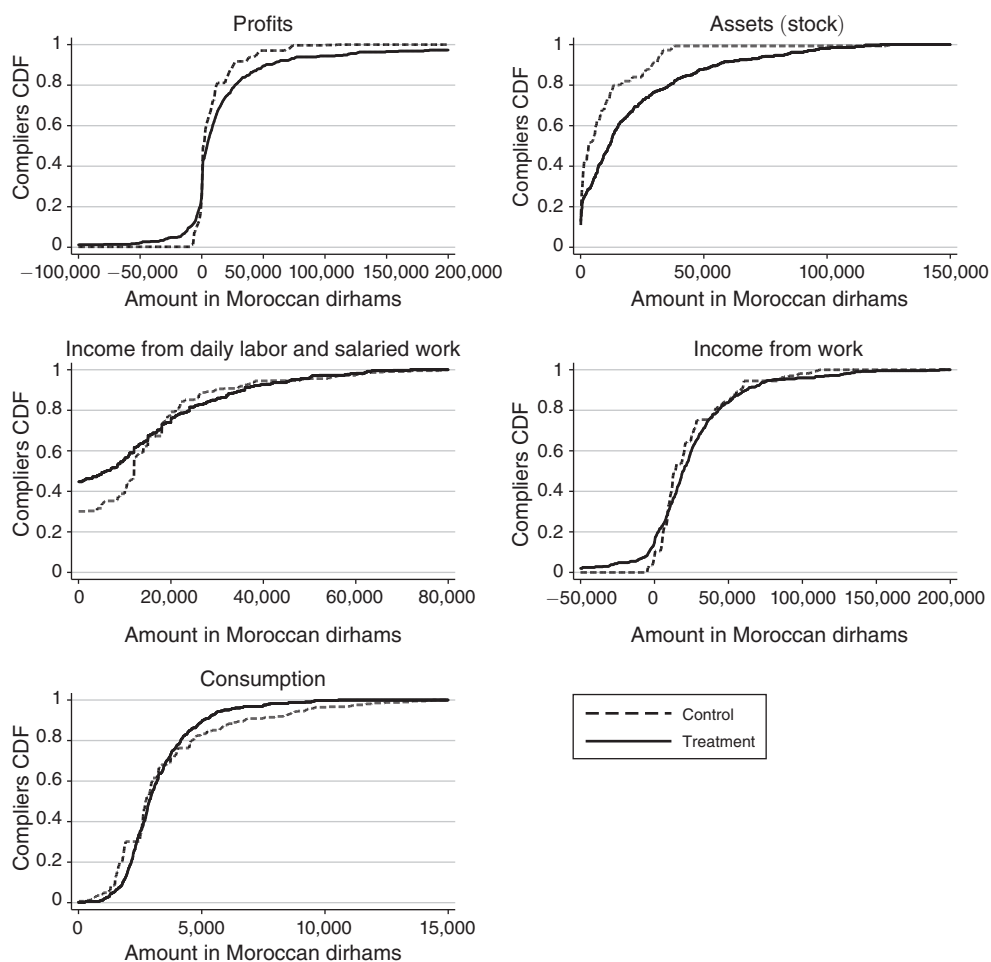 Profits
Compliers CDF
1
0.8
0.6
0.4
0.2
0
−100,000 −50,000 0 50,000 100,000 150,000 200,000
Amount in Moroccan dirhams
Assets (stock)
Compliers CDF
1
0.8
0.6
0.4
0.2
0
0 50,000 100,000 150,000
Amount in Moroccan dirhams
Income from daily labor and salaried work
Compliers CDF
1
0.8
0.6
0.4
0.2
0
0 20,000 40,000 60,000 80,000
Amount in Moroccan dirhams
Income from work
Compliers CDF
1
0.8
0.6
0.4
0.2
0
−50,000 0 50,000 100,000 150,000 200,000
Amount in Moroccan dirhams
Consumption
Compliers CDF
1
0.8
0.6
0.4
0.2
0
0 5,000 10,000 15,000
Amount in Moroccan dirhams
Control
Treatment